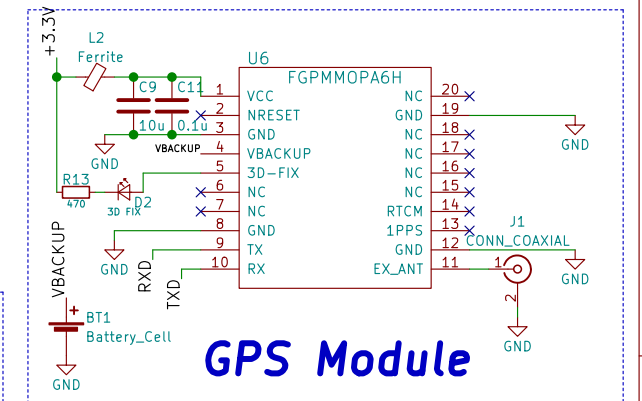 +3.3V
L2
Ferrite
C9
C11
10u
0.1u
GND
VBACKUP
R13
470
D2
3D FIX
GND
RXD
TXD
U6
FGPMMOPA6H
1 VCC
2 NRESET
3 GND
4 VBACKUP
5 3D-FIX
6 NC
7 NC
8 GND
9 TX
10 RX
NC 20
GND 19
NC 18
NC 17
NC 16
NC 15
RTCM 14
1PPS 13
GND 12
EX_ANT 11
GND
J1
CONN_COAXIAL
1
2
GND
GND
VBACKUP
+
BT1
Battery_Cell
GND
GPS Module